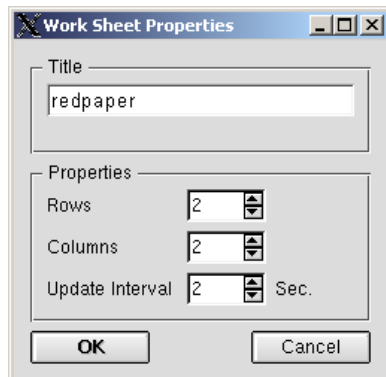 Work Sheet Properties
Title
redpaper
Properties
Rows 2
Columns 2
Update Interval 2 Sec.
OK Cancel